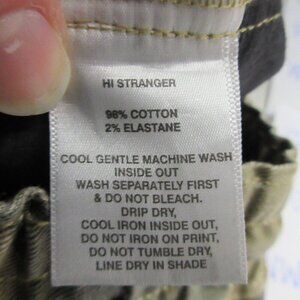 HI STRANGER
98% COTTON
2% ELASTANE
COOL GENTLE MACHINE WASH
INSIDE OUT
WASH SEPARATELY FIRST
& DO NOT BLEACH.
DRIP DRY,
COOL IRON INSIDE OUT,
DO NOT IRON ON PRINT,
DO NOT TUMBLE DRY,
LINE DRY IN SHADE